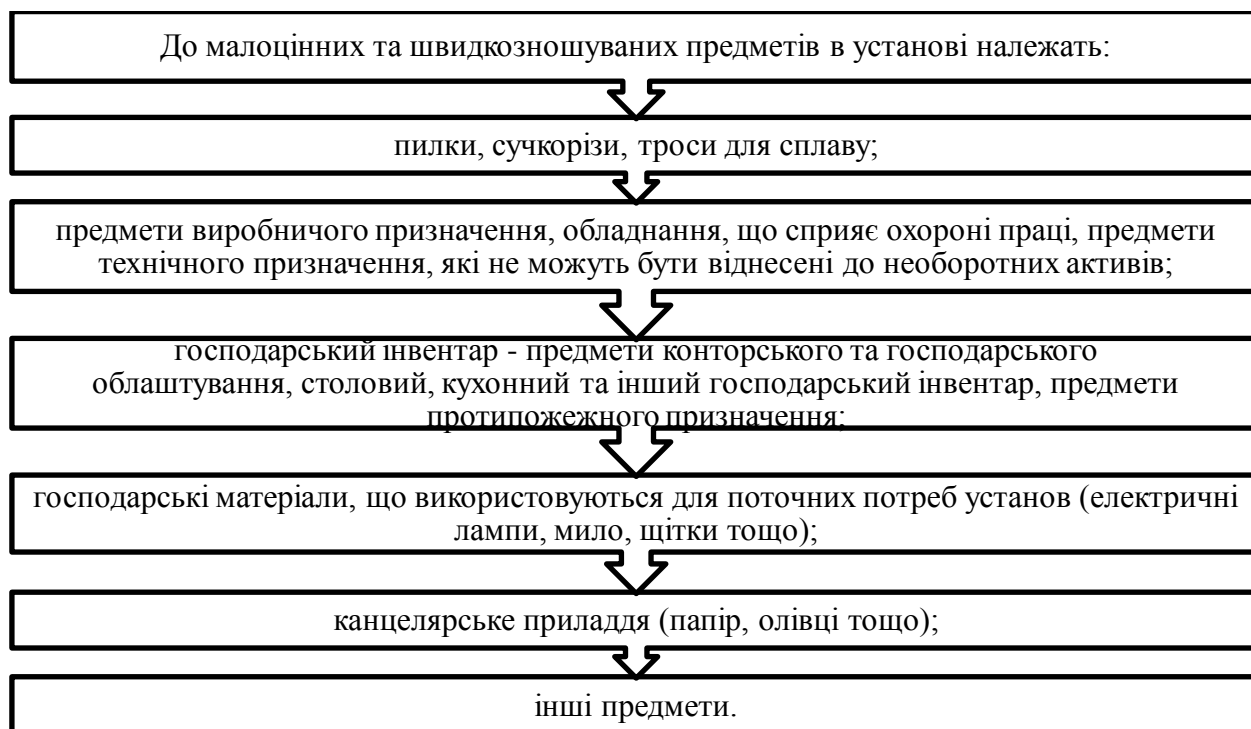 До малоцінних та швидкозношуваних предметів в установі належать:
пилки, сучкорізи, троси для сплаву;
предмети виробничого призначення, обладнання, що сприяє охороні праці, предмети
технічного призначення, які не можуть бути віднесені до необоротних активів;
господарський інвентар - предмети конторського та господарського
облаштування, столовий, кухонний та інший господарський інвентар, предмети
протипожежного призначення;
господарські матеріали, що використовуються для поточних потреб установ (електричні
лампи, мило, щітки тощо);
канцелярське приладдя (папір, олівці тощо);
інші предмети.